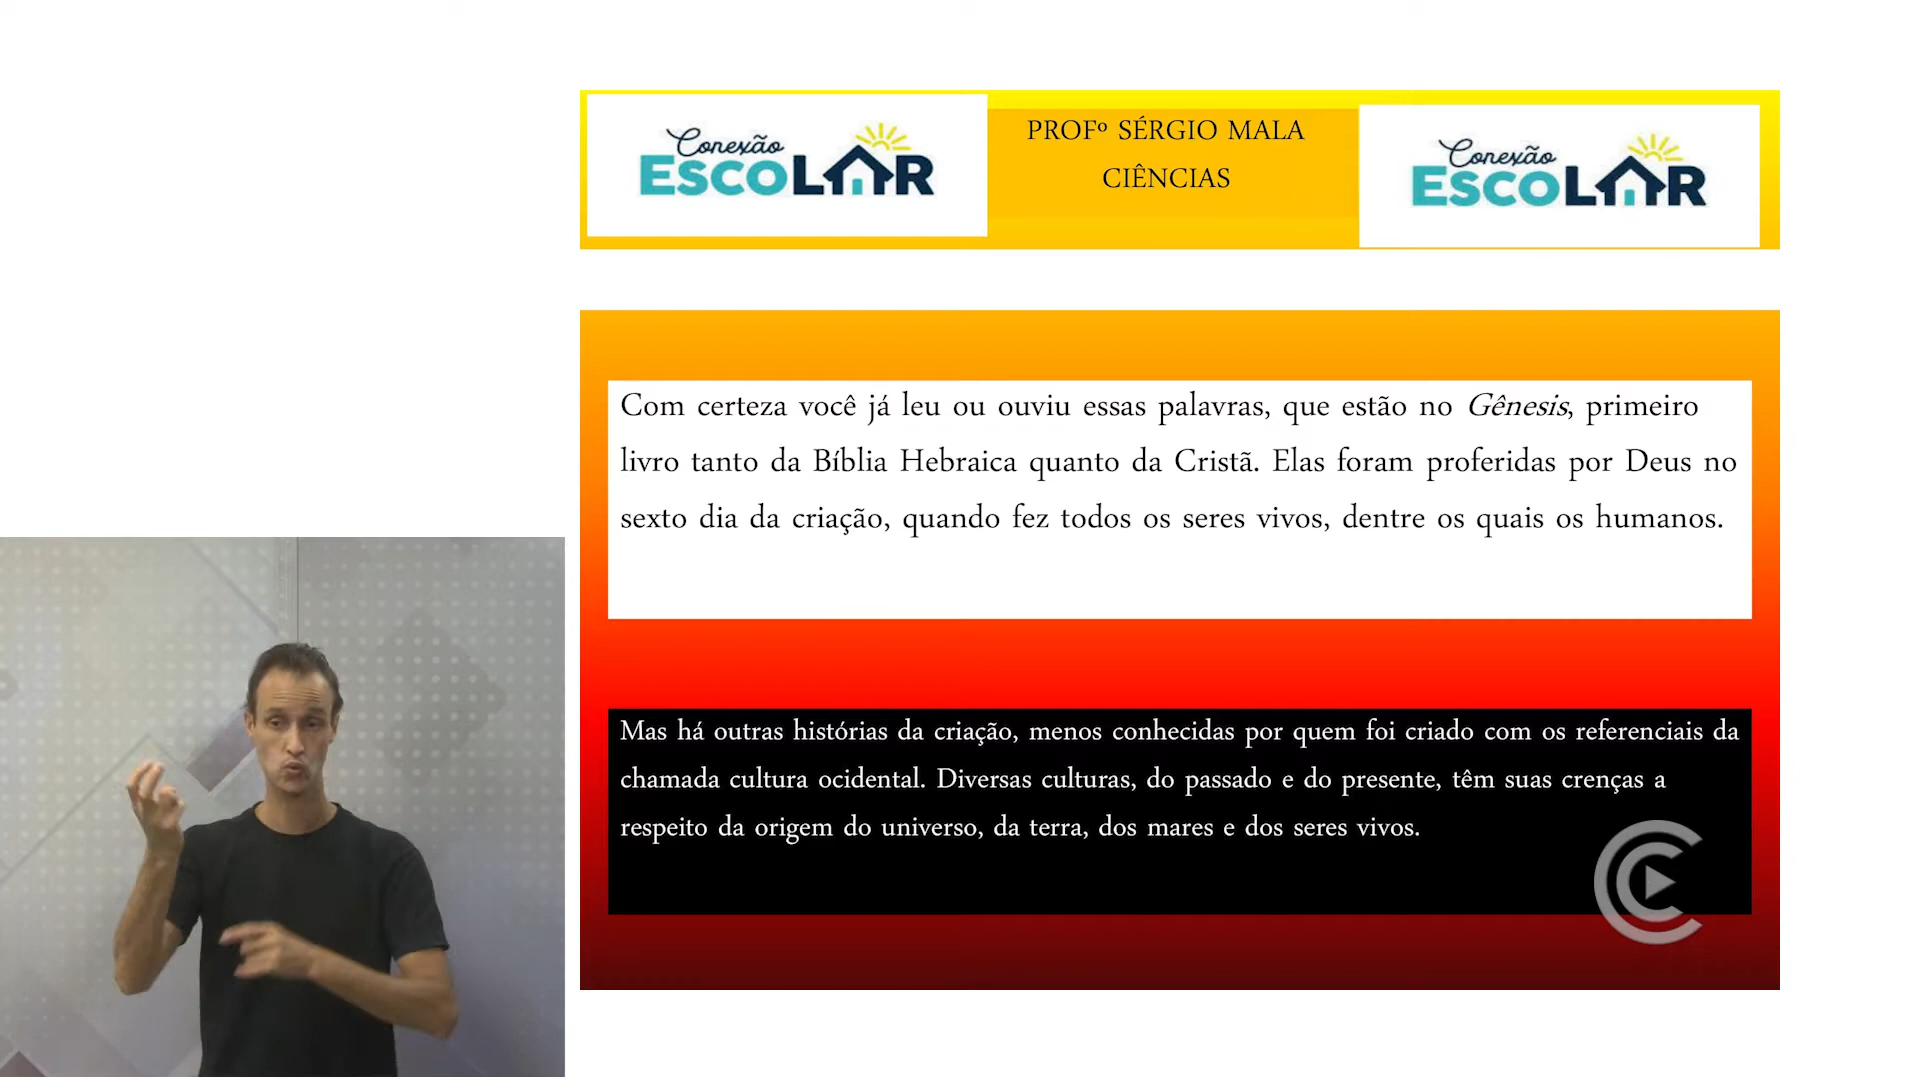 Conexão
ESCOLAR
PROFº SÉRGIO MALA
CIÊNCIAS
Conexão
ESCOLAR
Com certeza você já leu ou ouviu essas palavras, que estão no Gênesis, primeiro
livro tanto da Bíblia Hebraica quanto da Cristã. Elas foram proferidas por Deus no
sexto dia da criação, quando fez todos os seres vivos, dentre os quais os humanos.
Mas há outras histórias da criação, menos conhecidas por quem foi criado com os referenciais da
chamada cultura ocidental. Diversas culturas, do passado e do presente, têm suas crenças a
respeito da origem do universo, da terra, dos mares e dos seres vivos.